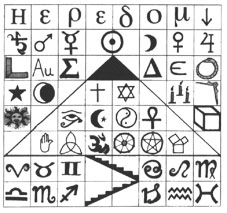 H ε ρ ε δ ο μ ↓
♄ ♂ ☿ ☉ ☽ ♀ ♃
Au Σ Δ ∈
★ ☾ ✝ ✡
☪ ☯ ☥
ॐ
♈ ♉ ♊ ♋ ♌ ♍
♎ ♏ ♐ ♑ ♒ ♓